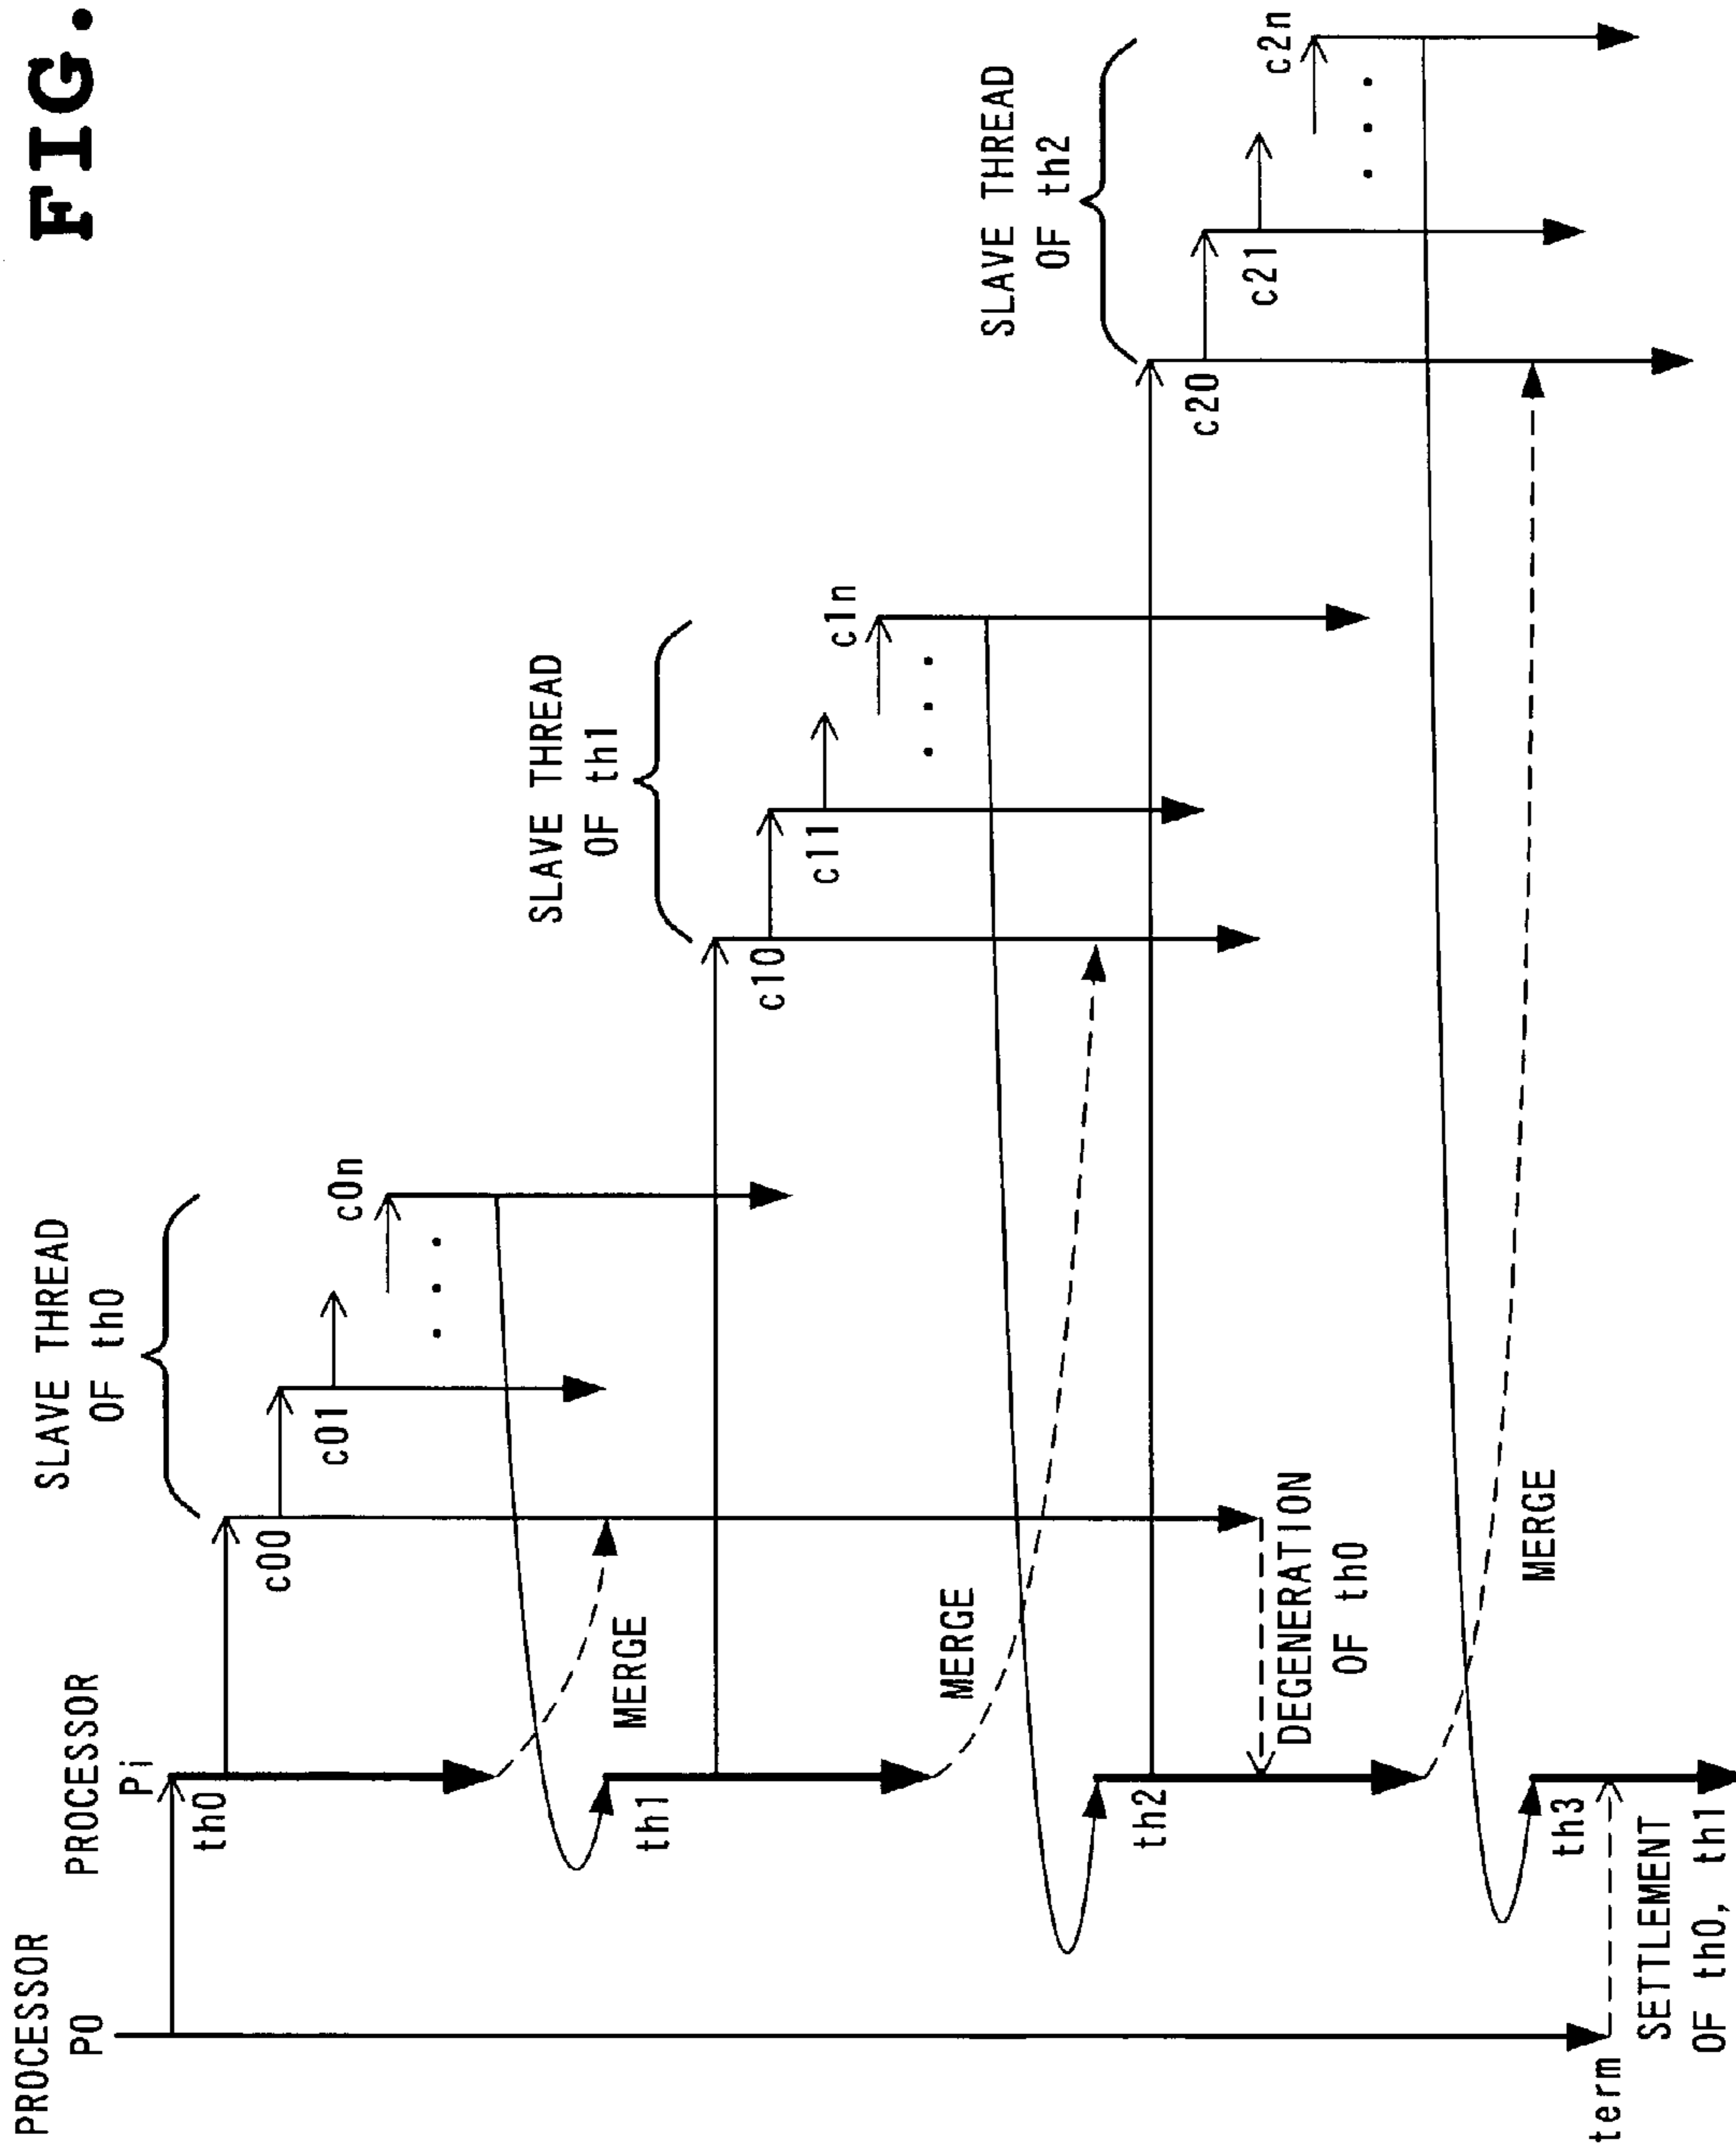 FIG.
PROCESSOR
P0
PROCESSOR
Pi
SLAVE THREAD
OF th0
SLAVE THREAD
OF th1
SLAVE THREAD
OF th2
th0
c00
c01
c0n
MERGE
th1
c10
c11
c1n
MERGE
th2
c20
c21
c2n
DEGENERATION
OF th0
MERGE
th3
term
SETTLEMENT
OF th0, th1